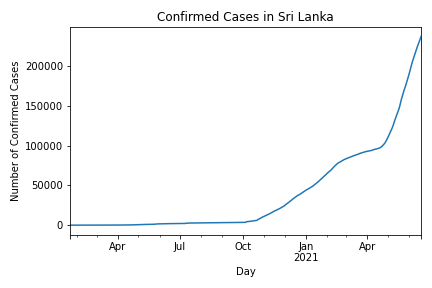 Confirmed Cases in Sri Lanka
Number of Confirmed Cases
200000
150000
100000
50000
0
Apr Jul Oct Jan Apr
2021
Day